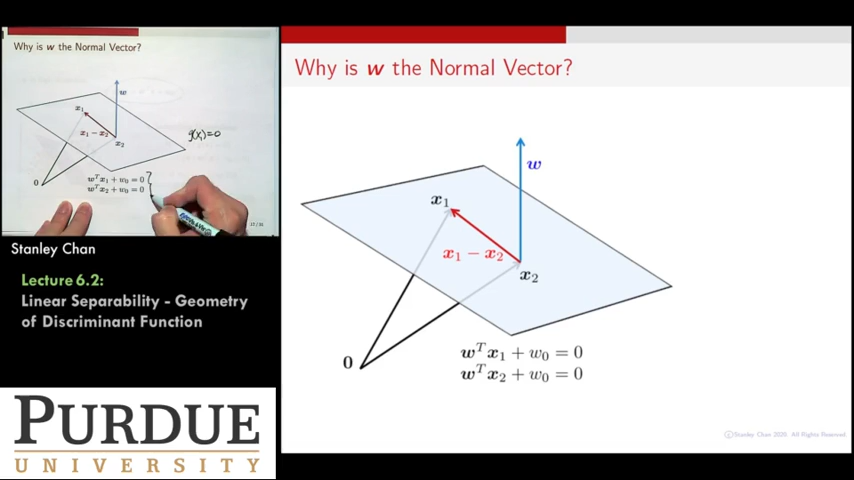 Why is w the Normal Vector?
w
x₁
x₁ − x₂
x₂
g(x₁)=0
0
wᵀx₁ + w₀ = 0
wᵀx₂ + w₀ = 0
Stanley Chan
Lecture 6.2:
Linear Separability - Geometry
of Discriminant Function
PURDUE
UNIVERSITY
Why is w the Normal Vector?
w
x₁
x₁ − x₂
x₂
0
wᵀx₁ + w₀ = 0
wᵀx₂ + w₀ = 0
©Stanley Chan 2020. All Rights Reserved.